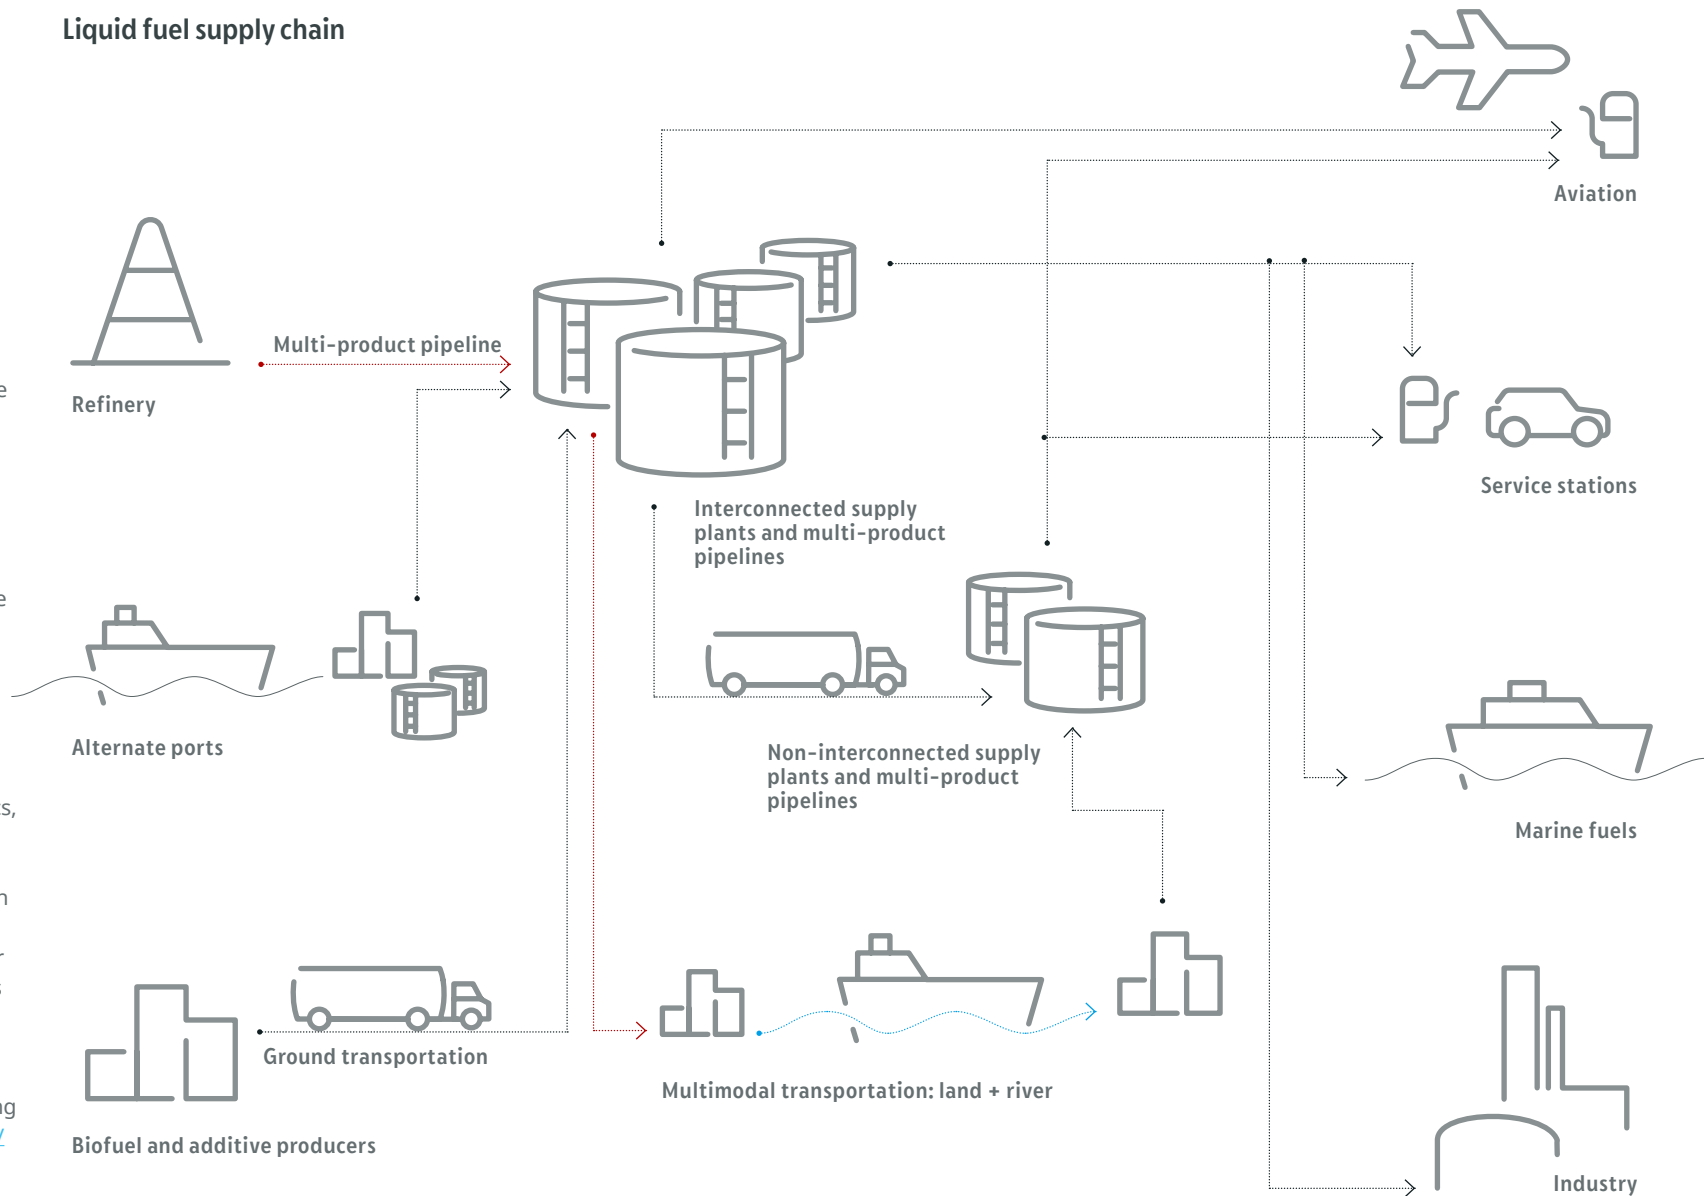 Liquid fuel supply chain
Aviation
Multi-product pipeline
Refinery
Service stations
Interconnected supply
plants and multi-product
pipelines
Alternate ports
Non-interconnected supply
plants and multi-product
pipelines
Marine fuels
Ground transportation
Multimodal transportation: land + river
Biofuel and additive producers
Industry